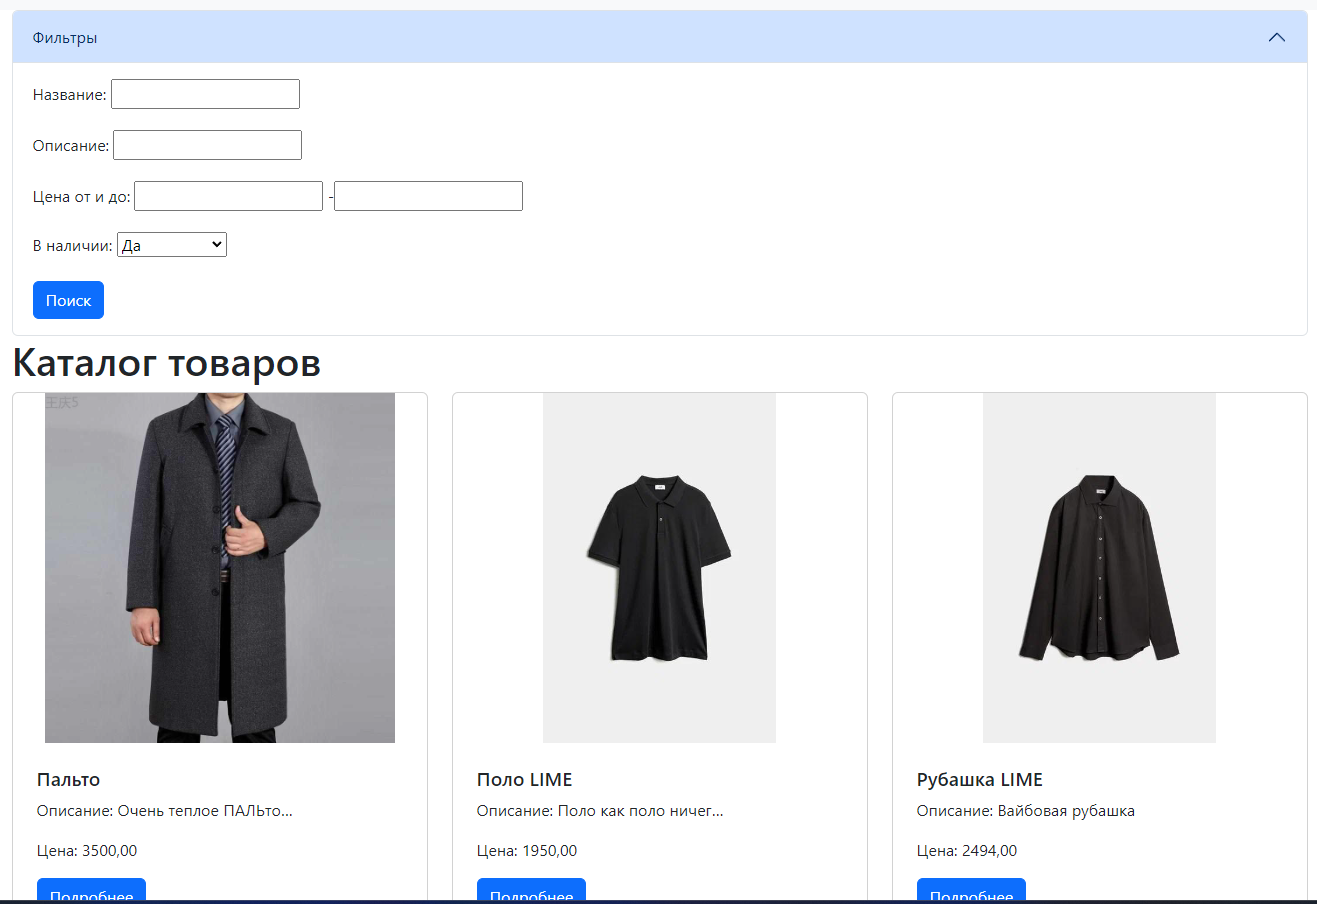 Фильтры
Название:
Описание:
Цена от и до: -
В наличии: Да
Поиск
Каталог товаров
王庆S
Пальто
Описание: Очень теплое ПАЛЬто...
Цена: 3500,00
Подробнее
Поло LIME
Описание: Поло как поло ничег...
Цена: 1950,00
Подробнее
Рубашка LIME
Описание: Вайбовая рубашка
Цена: 2494,00
Подробнее